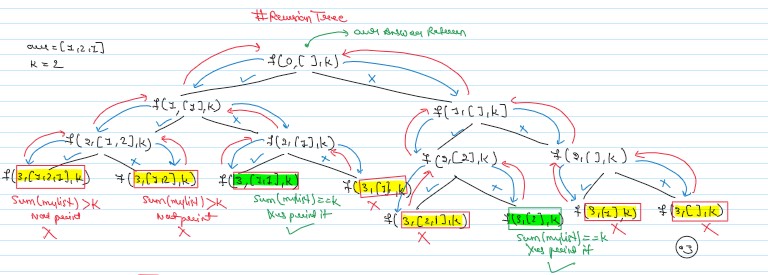 #Recursion Tree
our Answer Return
arr = [1,2,1]
K = 2
f(0,[ ],k)
f(1,[1],k)
f(1,[ ],k)
f(2,[1,2],k)
f(2,[1],k)
f(2,[2],k)
f(2,[ ],k)
f(3,[1,2,1],k)
f(3,[1,2],k)
f(3,[1,1],k)
f(3,[1],k)
f(3,[2,1],k)
f(3,[2],k)
f(3,[1],k)
f(3,[ ],k)
Sum(mylist)>k
Not print
Sum(mylist)>k
Not print
Sum(mylist)==k
Yes print it
Sum(mylist)==k
Yes print it
93